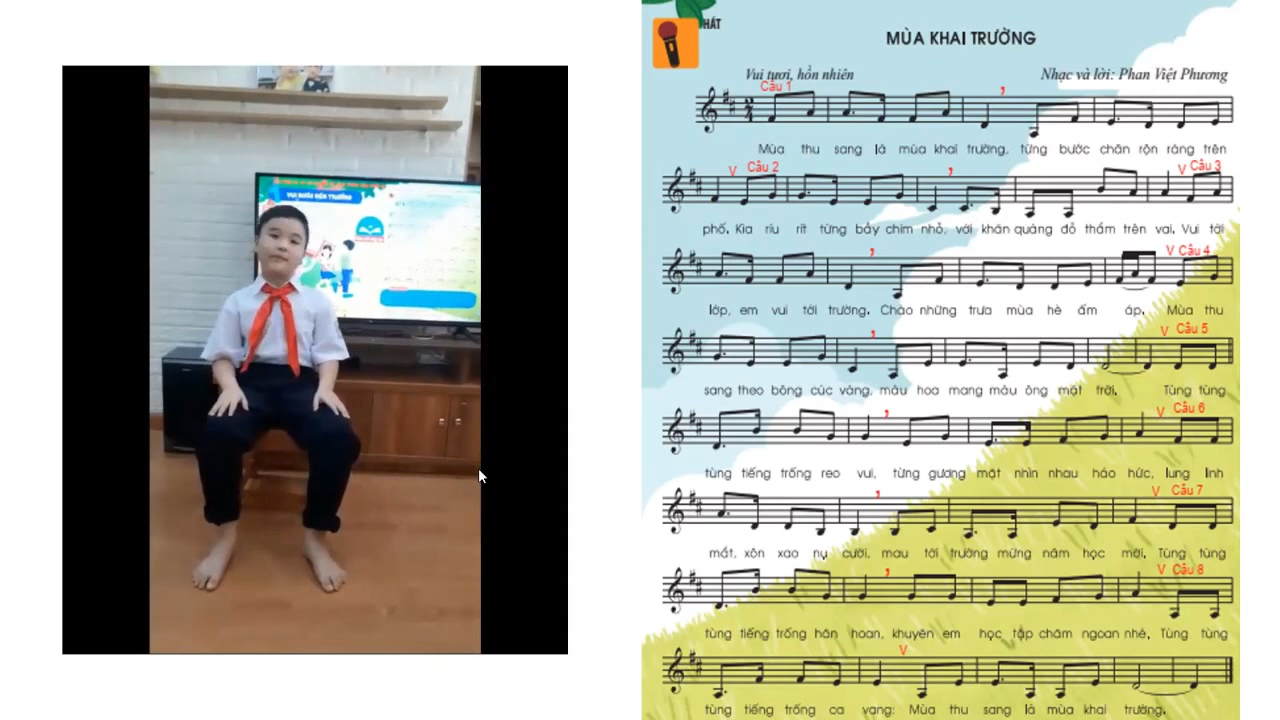 HÁT
MÙA KHAI TRƯỜNG
Vui tươi, hồn nhiên
Nhạc và lời: Phan Việt Phương
Câu 1
Mùa thu sang là mùa khai trường, từng bước chân rộn ràng trên
V Câu 2
V Câu 3
phố. Kìa ríu rít từng bầy chim nhỏ, với khăn quàng đỏ thắm trên vai. Vui tới
V Câu 4
lớp, em vui tới trường. Chào những trưa mùa hè ấm áp. Mùa thu
V Câu 5
sang theo bông cúc vàng, màu hoa mang màu ông mặt trời. Tùng tùng
V Câu 6
tùng tiếng trống reo vui, từng gương mặt nhìn nhau háo hức, lung linh
V Câu 7
mắt, xôn xao nụ cười, mau tới trường mừng năm học mới. Tùng tùng
V Câu 8
tùng tiếng trống hân hoan, khuyên em học tập chăm ngoan nhé. Tùng tùng
V
tùng tiếng trống ca vang: Mùa thu sang là mùa khai trường.